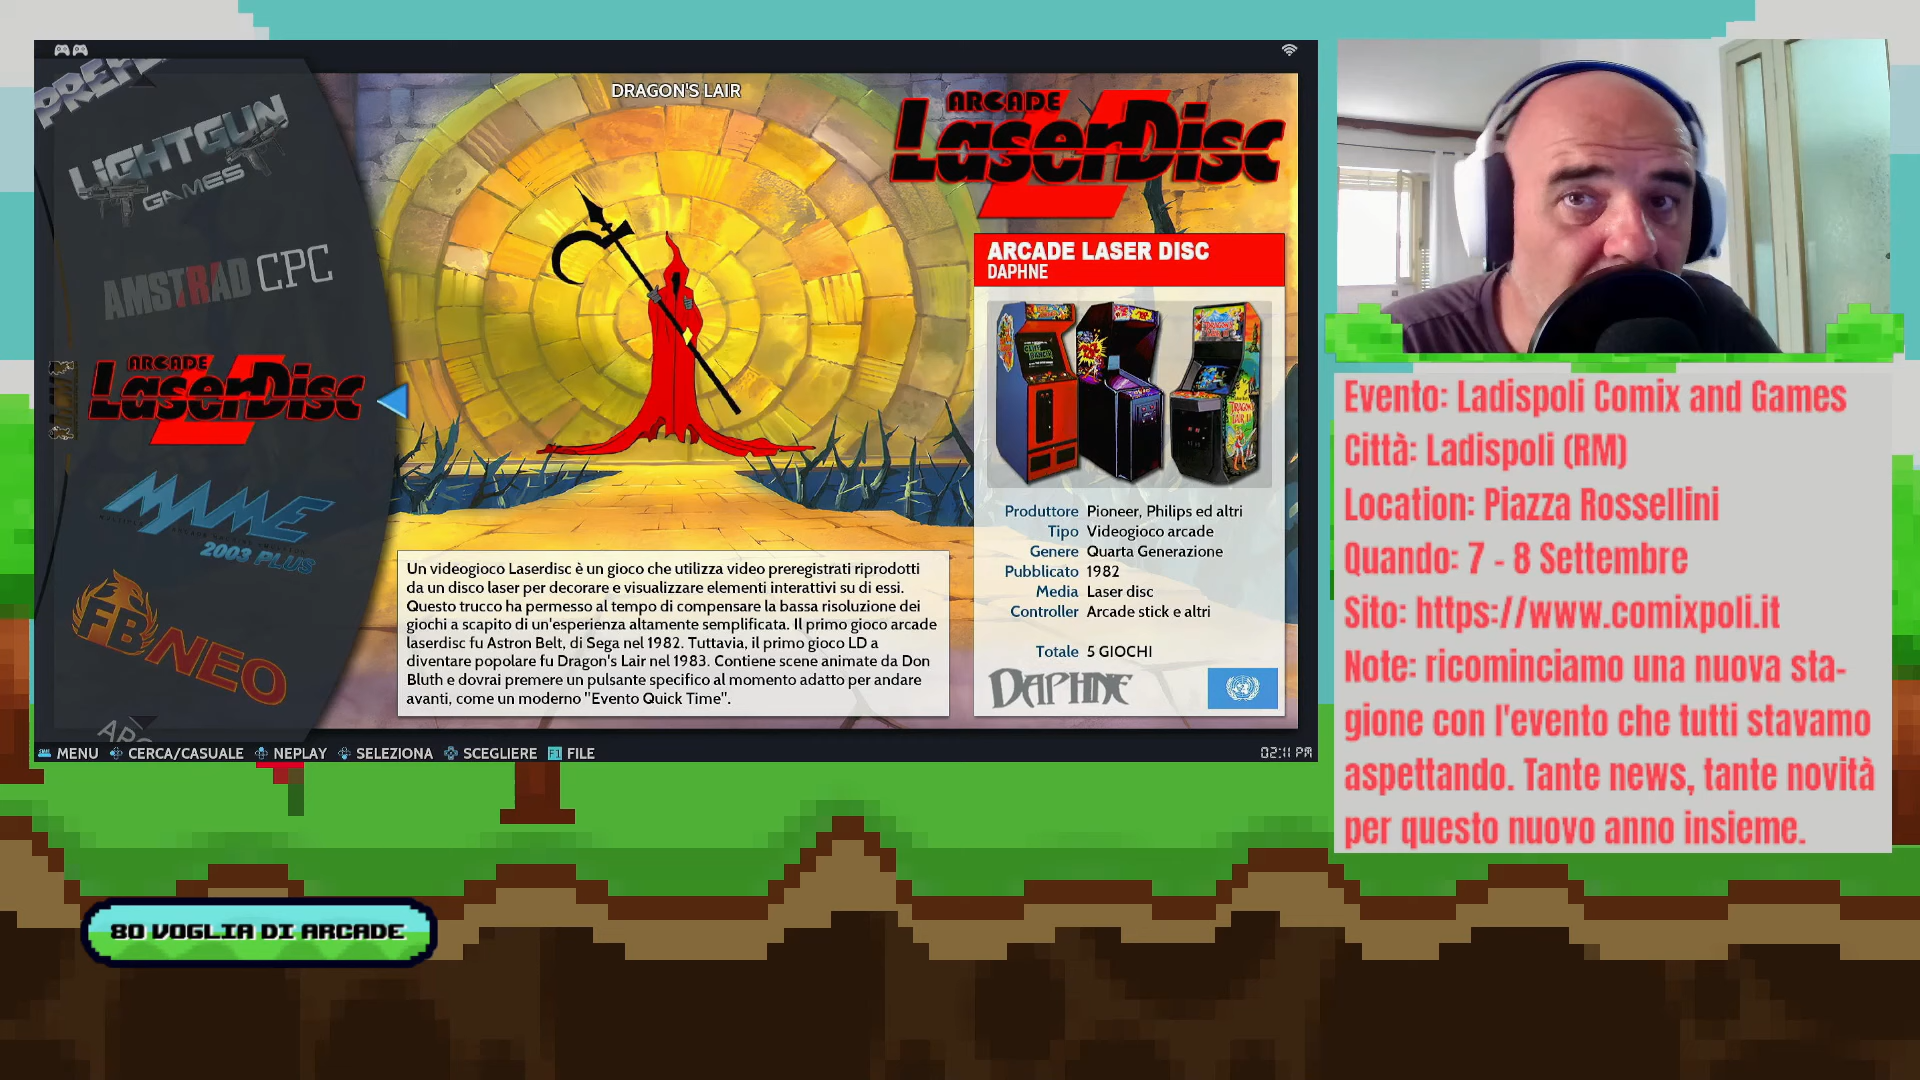 PREFE
LIGHTGUN
GAMES
AMSTRAD CPC
ARCADE
LaserDisc
MAME
2003 PLUS
FB NEO
ARC
DRAGON'S LAIR
ARCADE
LaserDisc
ARCADE LASER DISC
DAPHNE
Produttore Pioneer, Philips ed altri
Tipo Videogioco arcade
Genere Quarta Generazione
Pubblicato 1982
Media Laser disc
Controller Arcade stick e altri
Totale 5 GIOCHI
DAPHNE
Un videogioco Laserdisc è un gioco che utilizza video preregistrati riprodotti
da un disco laser per decorare e visualizzare elementi interattivi su di essi.
Questo trucco ha permesso al tempo di compensare la bassa risoluzione dei
giochi a scapito di un'esperienza altamente semplificata. Il primo gioco arcade
laserdisc fu Astron Belt, di Sega nel 1982. Tuttavia, il primo gioco LD a
diventare popolare fu Dragon's Lair nel 1983. Contiene scene animate da Don
Bluth e dovrai premere un pulsante specifico al momento adatto per andare
avanti, come un moderno "Evento Quick Time".
MENU CERCA/CASUALE NEPLAY SELEZIONA SCEGLIERE F1 FILE
02:11 PM
Evento: Ladispoli Comix and Games
Città: Ladispoli (RM)
Location: Piazza Rossellini
Quando: 7 - 8 Settembre
Sito: https://www.comixpoli.it
Note: ricominciamo una nuova sta-
gione con l'evento che tutti stavamo
aspettando. Tante news, tante novità
per questo nuovo anno insieme.
80 VOGLIA DI ARCADE